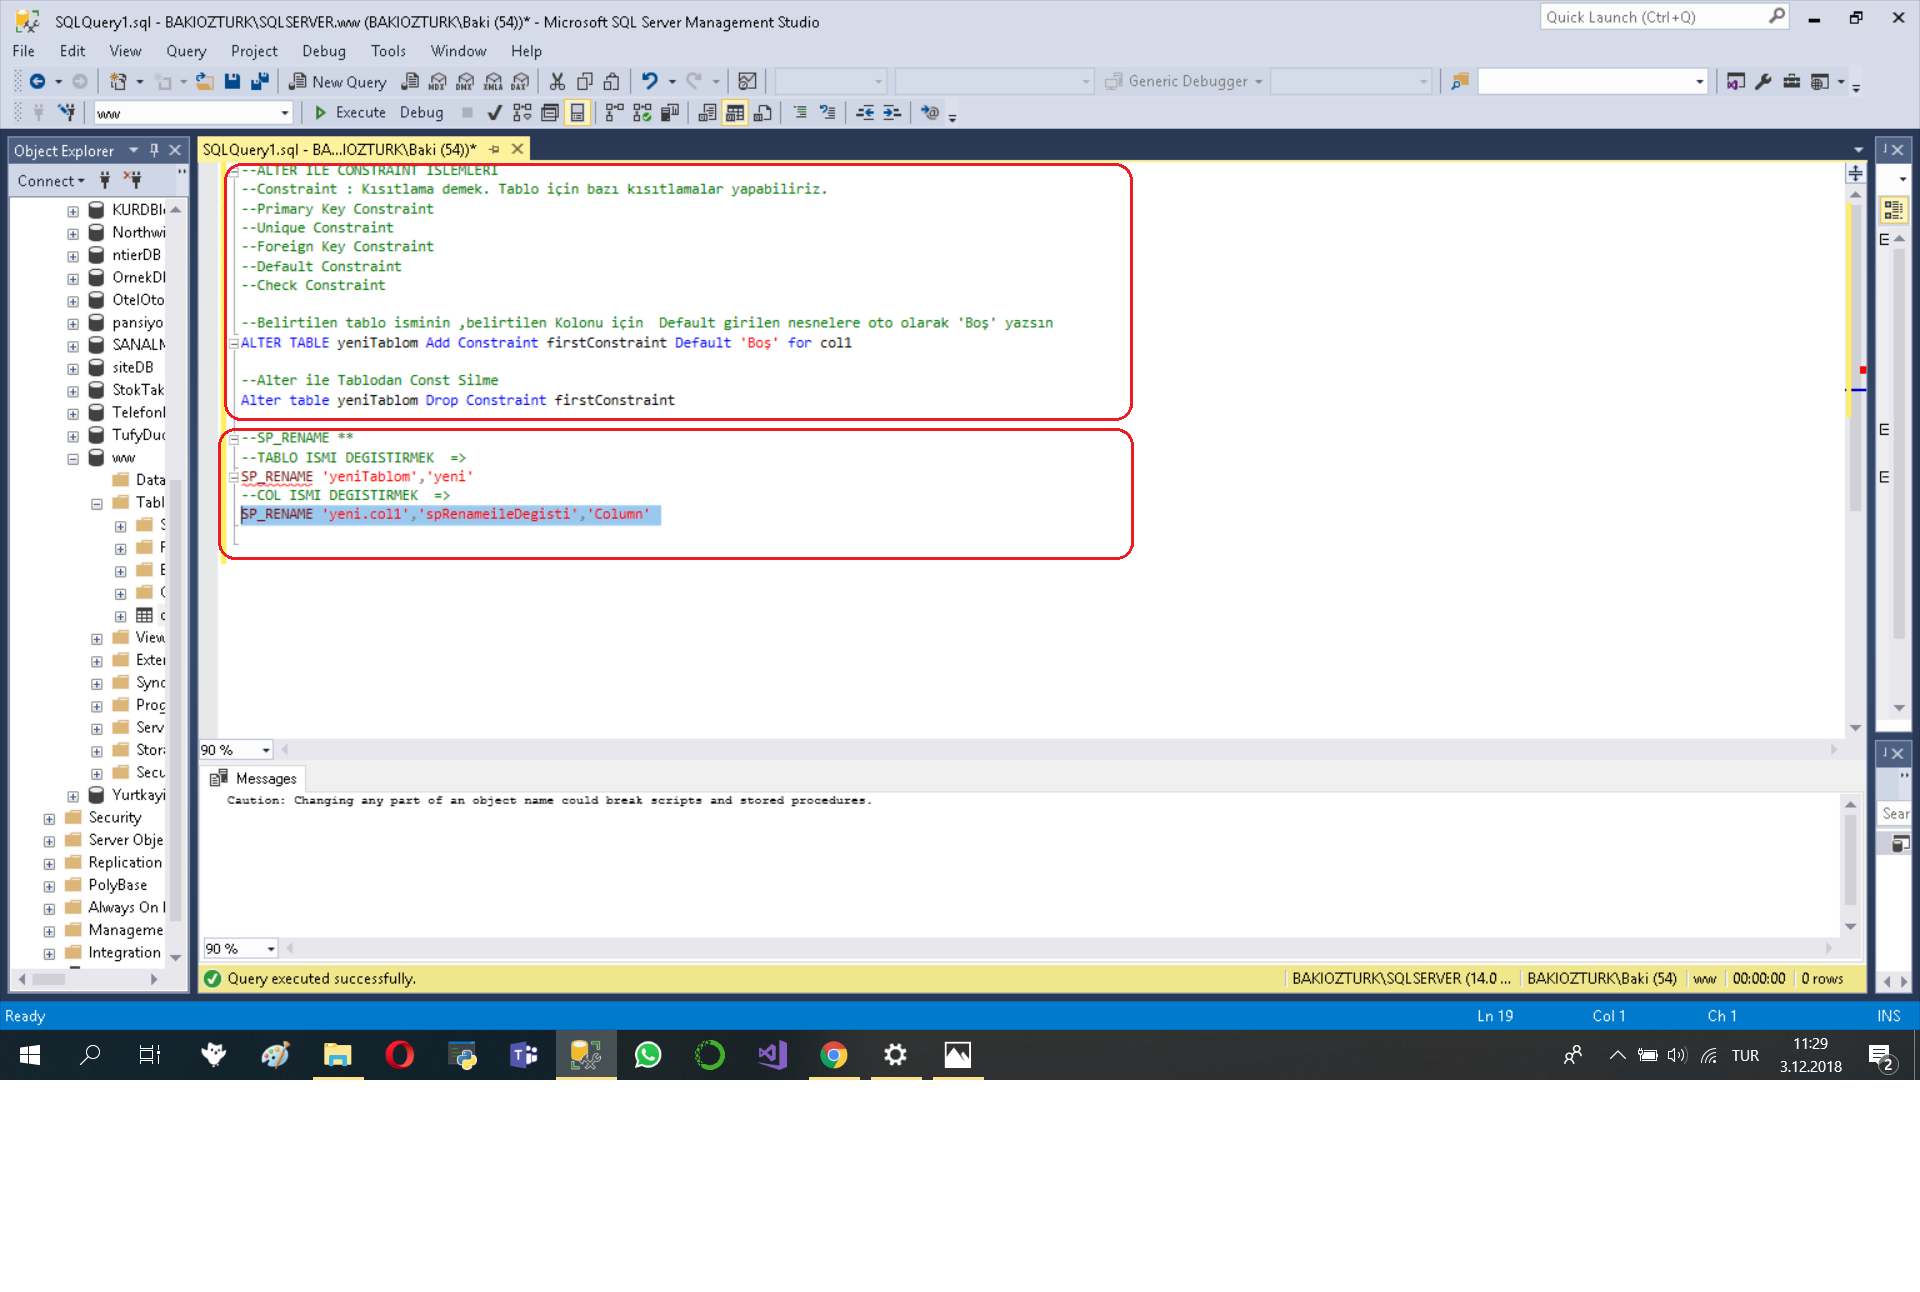 SQLQuery1.sql - BAKIOZTURK\SQLSERVER.ww (BAKIOZTURK\Baki (54))* - Microsoft SQL Server Management Studio
Quick Launch (Ctrl+Q)
File Edit View Query Project Debug Tools Window Help
New Query
Generic Debugger
ww
Execute Debug
Object Explorer
SQLQuery1.sql - BA...IOZTURK\Baki (54))*
Connect
KURDBl
Northwi
ntierDB
OrnekDl
OtelOto
pansiyo
SANALM
siteDB
StokTak
Telefonl
TufyDuc
ww
Data
Tabl
View
Exter
Sync
Prog
Serv
Stor
Secu
Yurtkayi
Security
Server Obje
Replication
PolyBase
Always On
Manageme
Integration
--ALTER ILE CONSTRAINT ISLEMLERI
--Constraint : Kısıtlama demek. Tablo için bazı kısıtlamalar yapabiliriz.
--Primary Key Constraint
--Unique Constraint
--Foreign Key Constraint
--Default Constraint
--Check Constraint
--Belirtilen tablo isminin ,belirtilen Kolonu için  Default girilen nesnelere oto olarak 'Boş' yazsın
ALTER TABLE yeniTablom Add Constraint firstConstraint Default 'Boş' for col1
--Alter ile Tablodan Const Silme
Alter table yeniTablom Drop Constraint firstConstraint
--SP_RENAME **
--TABLO ISMI DEGISTIRMEK  =>
SP_RENAME 'yeniTablom','yeni'
--COL ISMI DEGISTIRMEK  =>
SP_RENAME 'yeni.col1','spRenameileDegisti','Column'
90 %
Messages
Caution: Changing any part of an object name could break scripts and stored procedures.
90 %
Sear
Query executed successfully.
BAKIOZTURK\SQLSERVER (14.0 ... BAKIOZTURK\Baki (54) ww 00:00:00 0 rows
Ready
Ln 19 Col 1 Ch 1 INS
TUR
11:29
3.12.2018
2